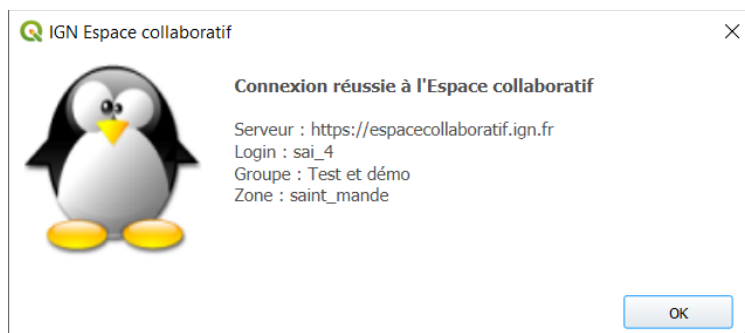 IGN Espace collaboratif
Connexion réussie à l'Espace collaboratif
Serveur : https://espacecollaboratif.ign.fr
Login : sai_4
Groupe : Test et démo
Zone : saint_mande
OK